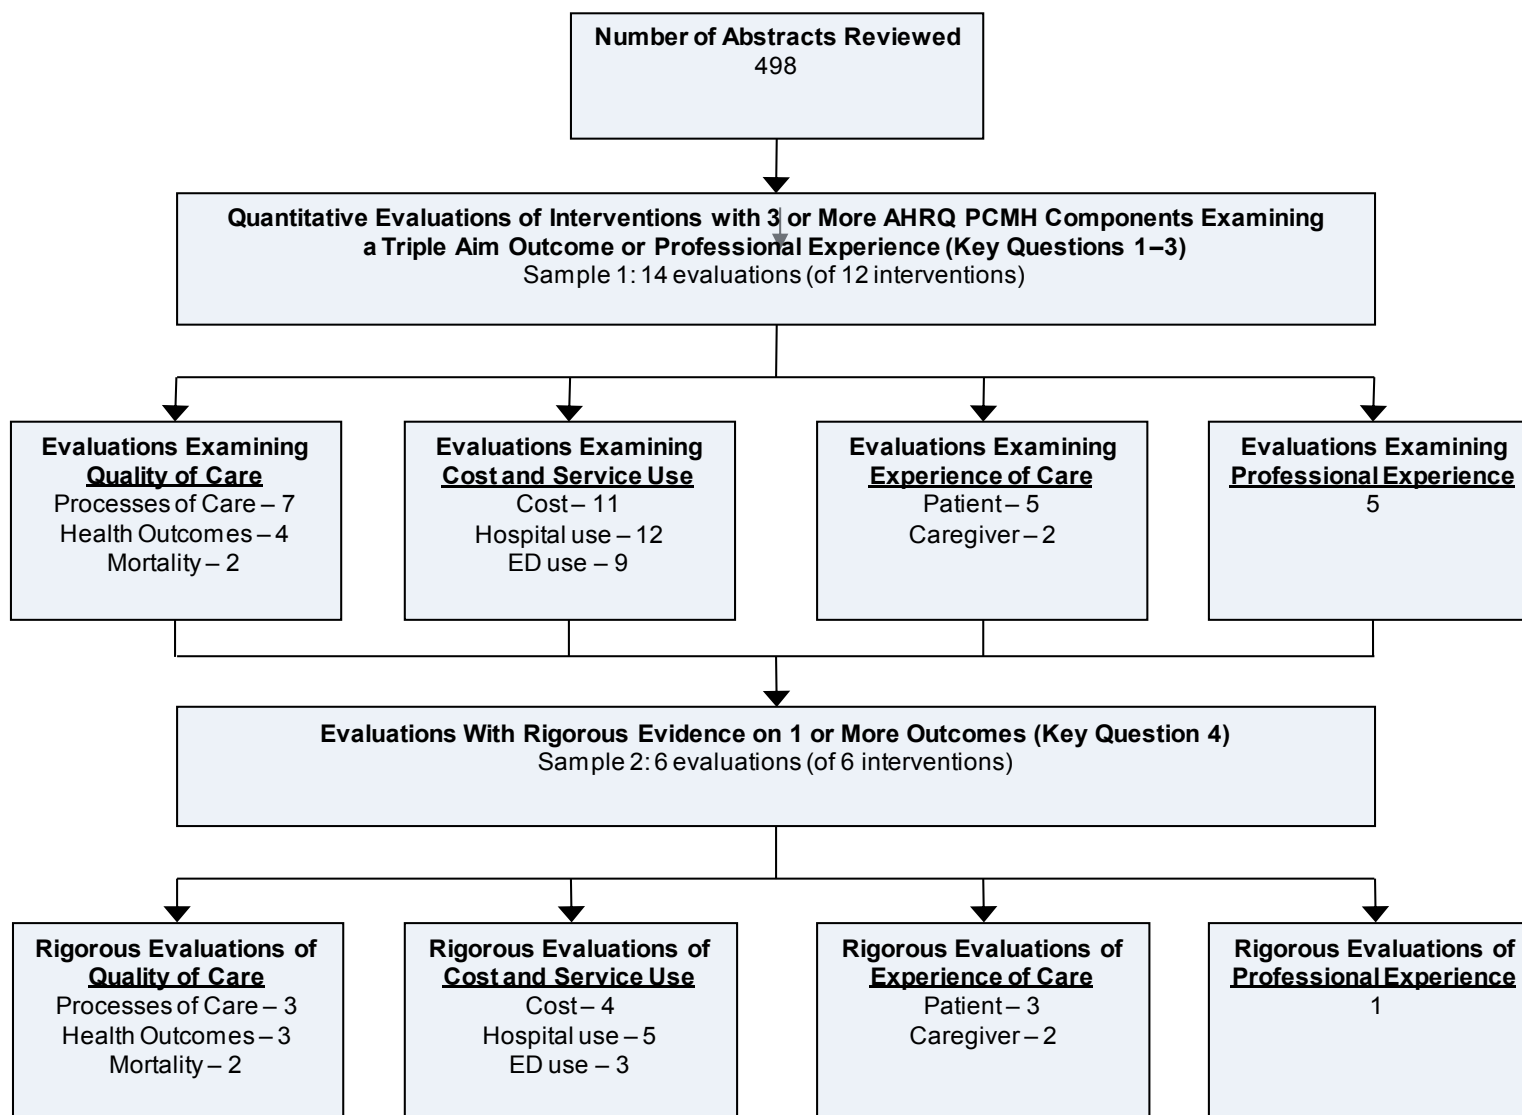 Number of Abstracts Reviewed
498
Quantitative Evaluations of Interventions with 3 or More AHRQ PCMH Components Examining
a Triple Aim Outcome or Professional Experience (Key Questions 1–3)
Sample 1: 14 evaluations (of 12 interventions)
Evaluations Examining
Quality of Care
Processes of Care – 7
Health Outcomes – 4
Mortality – 2
Evaluations Examining
Cost and Service Use
Cost – 11
Hospital use – 12
ED use – 9
Evaluations Examining
Experience of Care
Patient – 5
Caregiver – 2
Evaluations Examining
Professional Experience
5
Evaluations With Rigorous Evidence on 1 or More Outcomes (Key Question 4)
Sample 2: 6 evaluations (of 6 interventions)
Rigorous Evaluations of
Quality of Care
Processes of Care – 3
Health Outcomes – 3
Mortality – 2
Rigorous Evaluations of
Cost and Service Use
Cost – 4
Hospital use – 5
ED use – 3
Rigorous Evaluations of
Experience of Care
Patient – 3
Caregiver – 2
Rigorous Evaluations of
Professional Experience
1